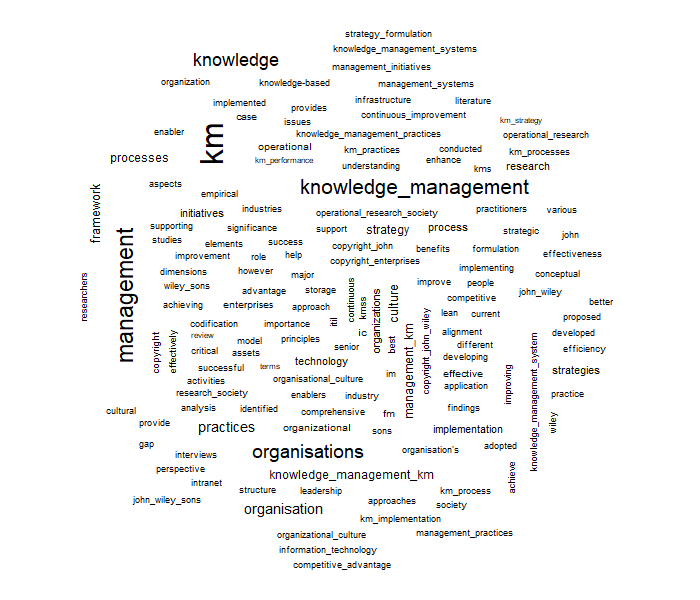 strategy_formulation
knowledge_management_systems
knowledge
management_initiatives
organization
knowledge-based
management_systems
implemented
provides
infrastructure
literature
case
continuous_improvement
issues
km_strategy
enabler
km
knowledge_management_practices
operational_research
operational
km_practices
conducted
km_processes
processes
km_performance
understanding
enhance
kms
research
aspects
empirical
knowledge_management
framework
initiatives
industries
operational_research_society
practitioners
various
supporting
significance
support
strategy
process
strategic
john
studies
elements
success
copyright_john
benefits
formulation
effectiveness
management
improvement
role
help
copyright_enterprises
implementing
dimensions
however
major
conceptual
researchers
wiley_sons
advantage
storage
continuous
kmss
organizations
culture
improve
people
john_wiley
better
achieving
enterprises
approach
competitive
lean
current
proposed
codification
importance
itil
ic
copyright
effectively
review
model
principles
senior
best
management_km
copyright_john_wiley
alignment
different
developed
critical
assets
technology
developing
efficiency
successful
terms
im
effective
improving
knowledge_management_system
strategies
activities
organisational_culture
application
research_society
enablers
industry
practice
cultural
analysis
identified
comprehensive
fm
findings
provide
practices
organizational
sons
implementation
wiley
gap
interviews
organisations
organisation's
adopted
perspective
intranet
knowledge_management_km
achieve
structure
leadership
km_process
john_wiley_sons
organisation
approaches
society
km_implementation
organizational_culture
management_practices
information_technology
competitive_advantage